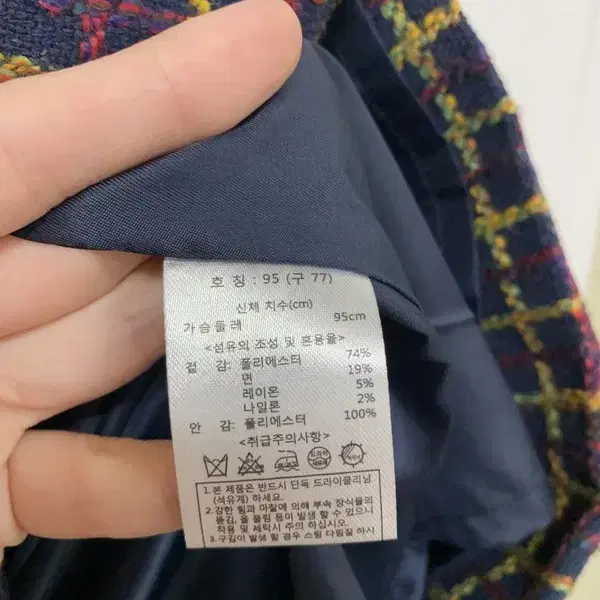 호 칭 : 95 (구 77)
신체 치수(cm)
가슴둘레 95cm
<섬유의 조성 및 혼용율>
겉 감: 폴리에스터 74%
면 19%
레이온 5%
나일론 2%
안 감: 폴리에스터 100%
<취급주의사항>
1.본 제품은 반드시 단독 드라이클리닝
(석유계) 하세요.
2.강한 힘과 마찰에 의해 부속 장식들의
뜯김, 올 풀림 등이 발생 할 수 있으니
착용 및 세탁시 주의 하십시오.
3.구김이 발생 할 경우 스팀 다림질 하